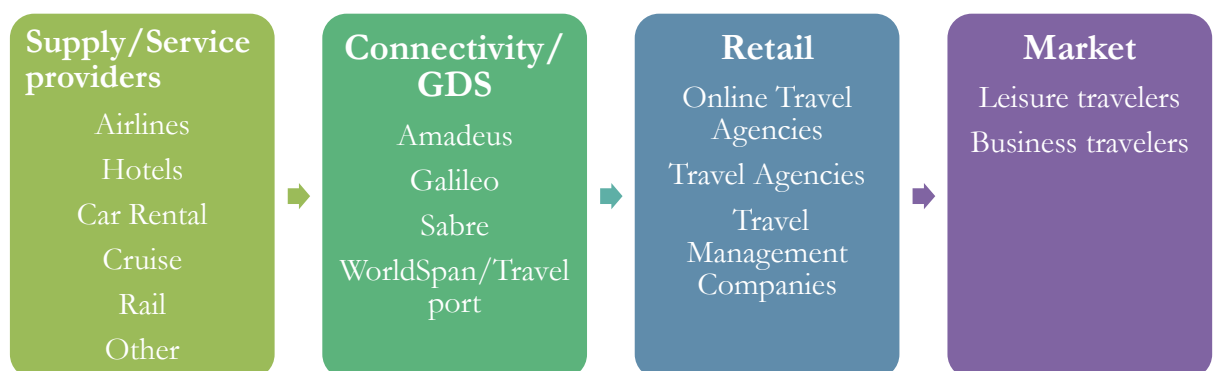 Supply/Service
providers
Airlines
Hotels
Car Rental
Cruise
Rail
Other
Connectivity/
GDS
Amadeus
Galileo
Sabre
WorldSpan/Travel
port
Retail
Online Travel
Agencies
Travel Agencies
Travel
Management
Companies
Market
Leisure travelers
Business travelers